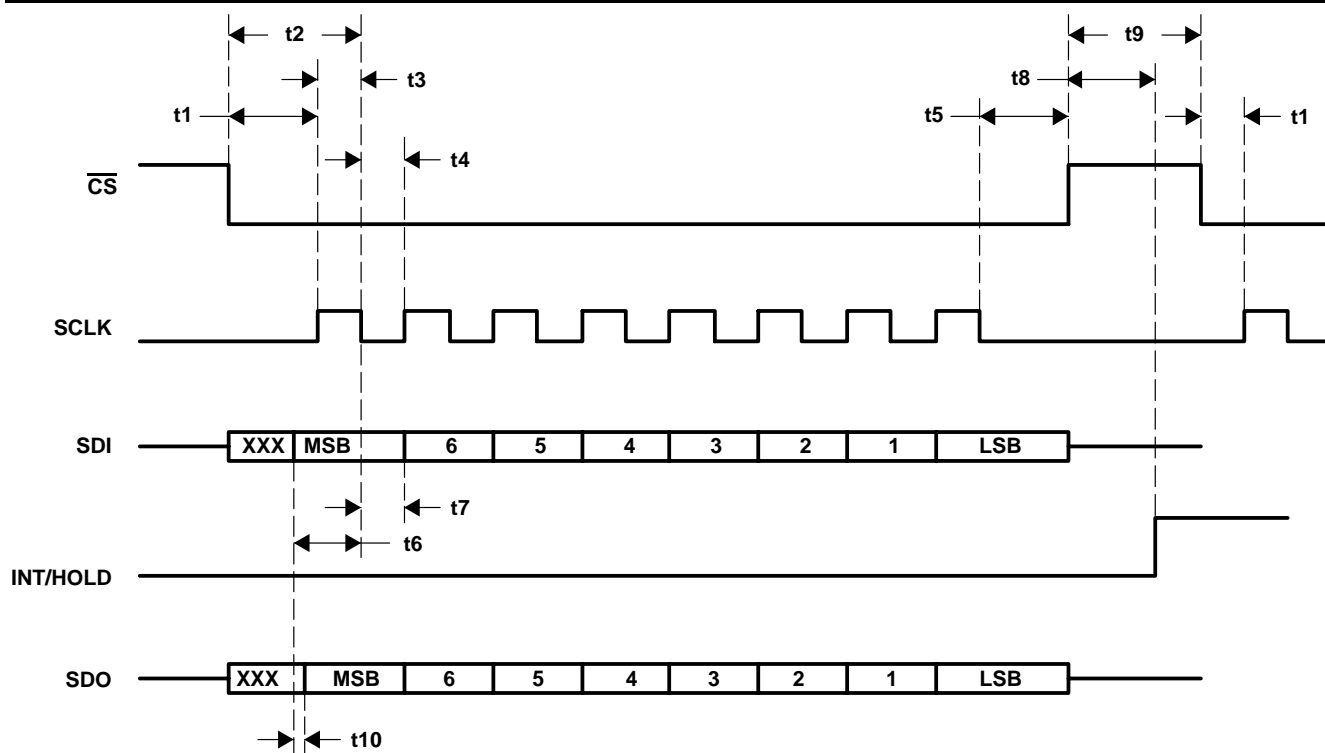 t2
t9
t3
t8
t1
t5
t1
t4
CS
SCLK
SDI XXX MSB 6 5 4 3 2 1 LSB
t7
t6
INT/HOLD
SDO XXX MSB 6 5 4 3 2 1 LSB
t10